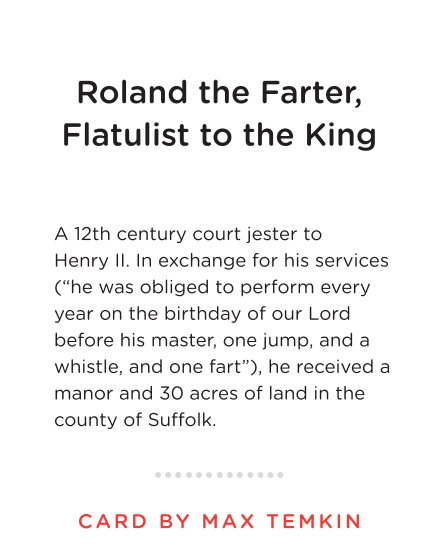 Roland the Farter,
Flatulist to the King
A 12th century court jester to
Henry II. In exchange for his services
(“he was obliged to perform every
year on the birthday of our Lord
before his master, one jump, and a
whistle, and one fart”), he received a
manor and 30 acres of land in the
county of Suffolk.
CARD BY MAX TEMKIN